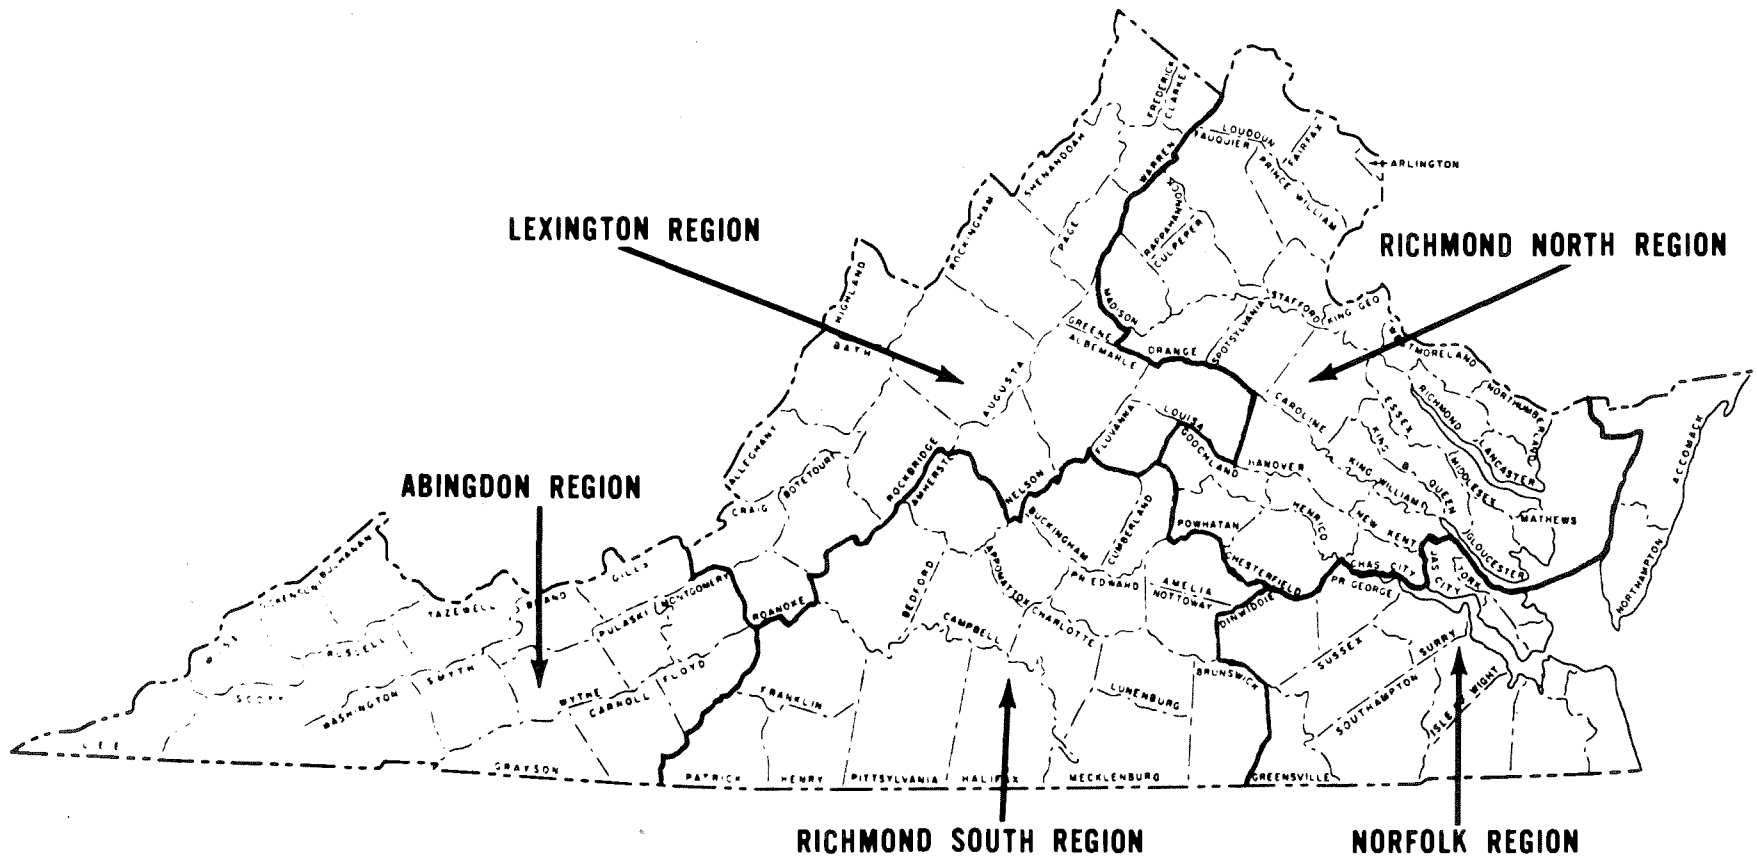 FREDERICK
CLARKE
LOUDOUN
FAUQUIER
FAIRFAX
ARLINGTON
SHENANDOAH
WARREN
PRINCE WILLIAM
RAPPAHANNOCK
CULPEPER
PAGE
ROCKINGHAM
LEXINGTON REGION
RICHMOND NORTH REGION
HIGHLAND
MADISON
STAFFORD
KING GEO
SPOTSYLVANIA
GREENE
ALBEMARLE
ORANGE
BATH
WESTMORELAND
AUGUSTA
LOUISA
CAROLINE
ESSEX
RICHMOND
NORTHUMBERLAND
LANCASTER
FLUVANNA
GOOCHLAND
HANOVER
KING & QUEEN
KING WILLIAM
MIDDLESEX
MATHEWS
ACCOMACK
ALLEGHANY
BOTETOURT
ROCKBRIDGE
AMHERST
NELSON
ABINGDON REGION
CRAIG
BUCKINGHAM
CUMBERLAND
POWHATAN
HENRICO
NEW KENT
GLOUCESTER
CHESTERFIELD
CHAS CITY
JAS CITY
YORK
NORTHAMPTON
DICKENSON
BUCHANAN
TAZEWELL
BLAND
GILES
PULASKI
MONTGOMERY
ROANOKE
BEDFORD
APPOMATTOX
PR EDWARD
AMELIA
NOTTOWAY
DINWIDDIE
PR GEORGE
CAMPBELL
CHARLOTTE
RUSSELL
SCOTT
WASHINGTON
SMYTH
WYTHE
CARROLL
FLOYD
FRANKLIN
LUNENBURG
BRUNSWICK
SUSSEX
SURRY
SOUTHAMPTON
ISLE WIGHT
LEE
GRAYSON
PATRICK
HENRY
PITTSYLVANIA
HALIFAX
MECKLENBURG
GREENSVILLE
RICHMOND SOUTH REGION
NORFOLK REGION